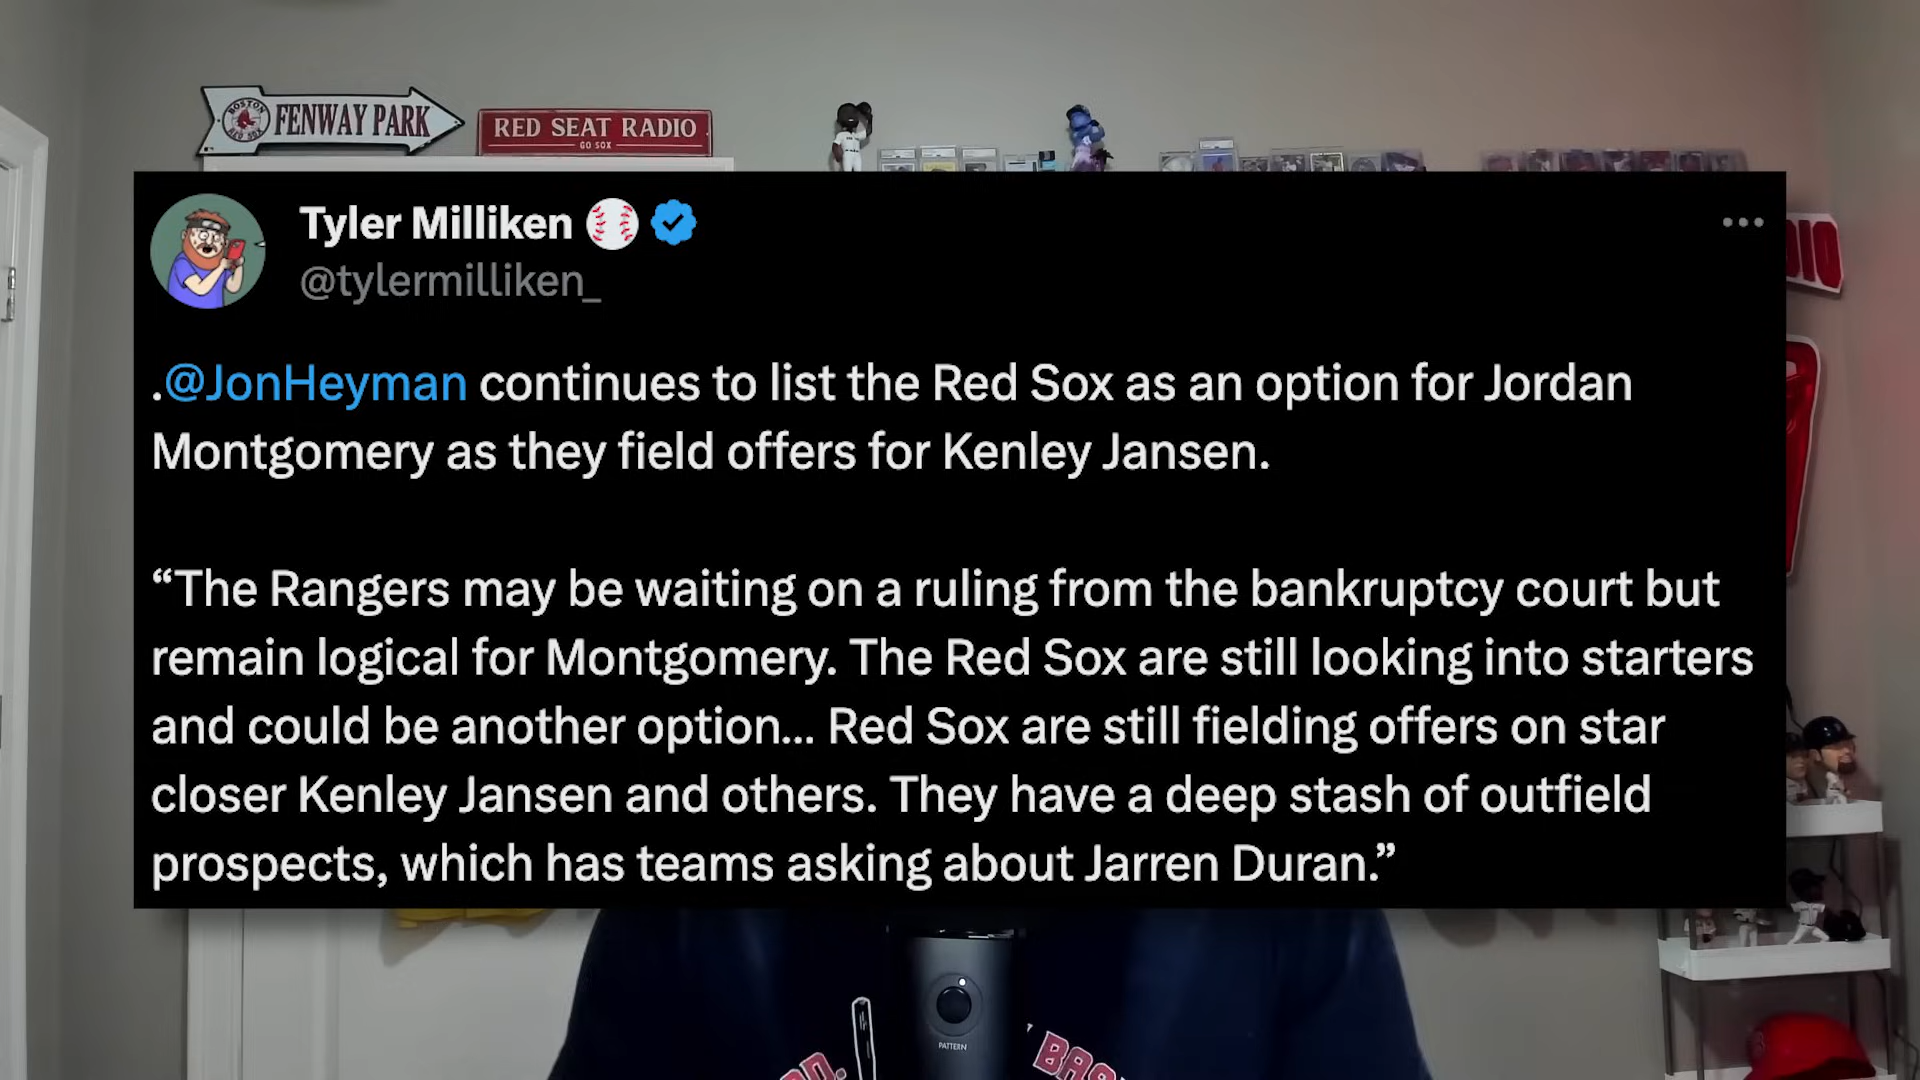 BOSTON
RED SOX
FENWAY PARK
RED SEAT RADIO
GO SOX
Tyler Milliken
@tylermilliken_
.@JonHeyman continues to list the Red Sox as an option for Jordan
Montgomery as they field offers for Kenley Jansen.
“The Rangers may be waiting on a ruling from the bankruptcy court but
remain logical for Montgomery. The Red Sox are still looking into starters
and could be another option... Red Sox are still fielding offers on star
closer Kenley Jansen and others. They have a deep stash of outfield
prospects, which has teams asking about Jarren Duran.”
PATTERN